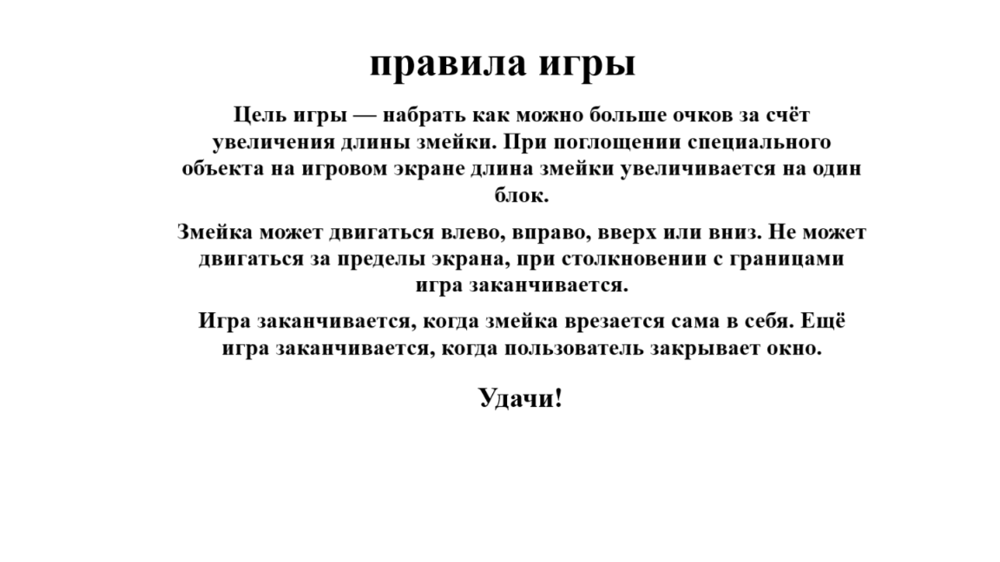 правила игры
Цель игры — набрать как можно больше очков за счёт
увеличения длины змейки. При поглощении специального
объекта на игровом экране длина змейки увеличивается на один
блок.
Змейка может двигаться влево, вправо, вверх или вниз. Не может
двигаться за пределы экрана, при столкновении с границами
игра заканчивается.
Игра заканчивается, когда змейка врезается сама в себя. Ещё
игра заканчивается, когда пользователь закрывает окно.
Удачи!